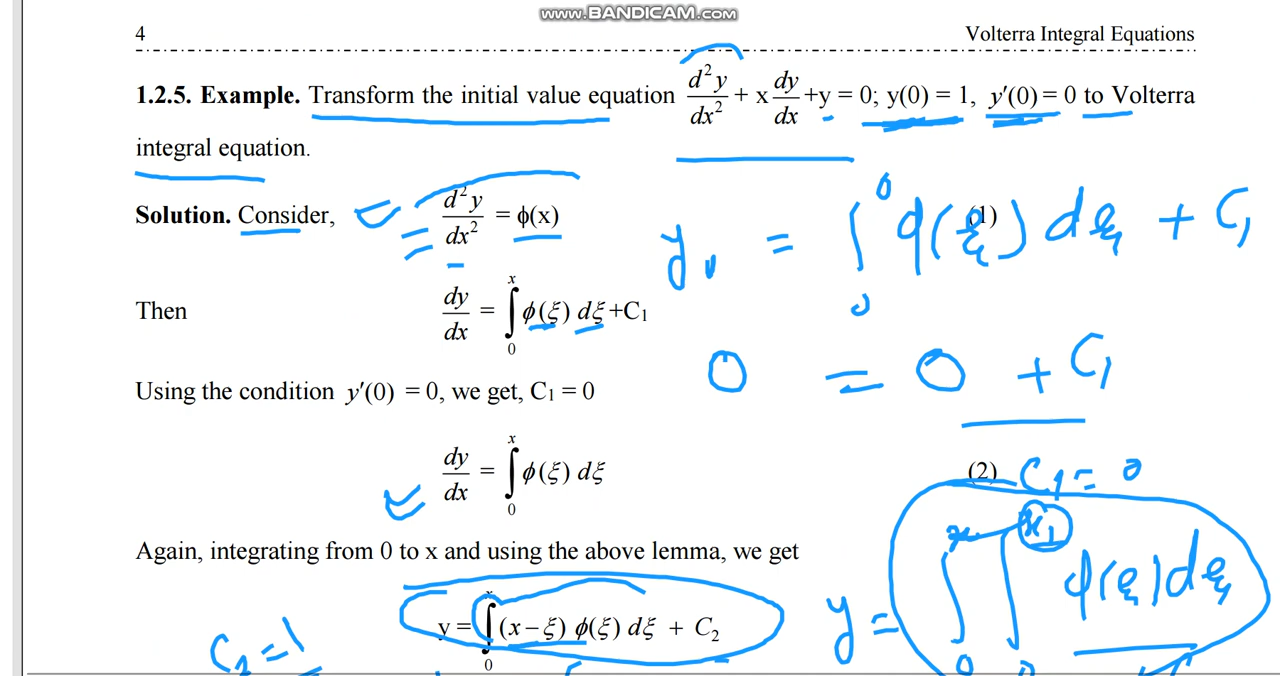 www.BANDICAM.com
4 Volterra Integral Equations
1.2.5. Example. Transform the initial value equation d²y/dx² + x dy/dx +y = 0; y(0) = 1, y′(0) = 0 to Volterra
integral equation.
Solution. Consider, d²y/dx² = ϕ(x) (1)
y = ∫₀⁰ ϕ(ξ) dξ + C₁
Then dy/dx = ∫₀ˣ ϕ(ξ) dξ+C₁
0 = 0 + C₁
Using the condition y′(0) = 0, we get, C₁ = 0
dy/dx = ∫₀ˣ ϕ(ξ) dξ (2)
C₁ = 0
Again, integrating from 0 to x and using the above lemma, we get
y = ∫₀ˣ (x−ξ) ϕ(ξ) dξ + C₂
y = ∫₀ˣ ∫₀ˣ¹ ϕ(ξ) dξ
C₂ = 1